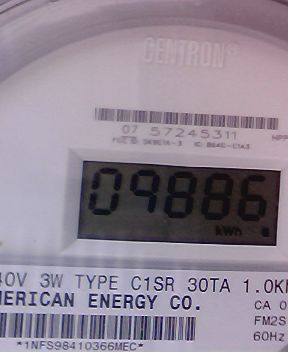 CENTRON®
07 57245311
09886
kWh
40V 3W TYPE C1SR 30TA 1.0K
MERICAN ENERGY CO.
CA 0
FM2S
60Hz
*1NFS98410366MEC*